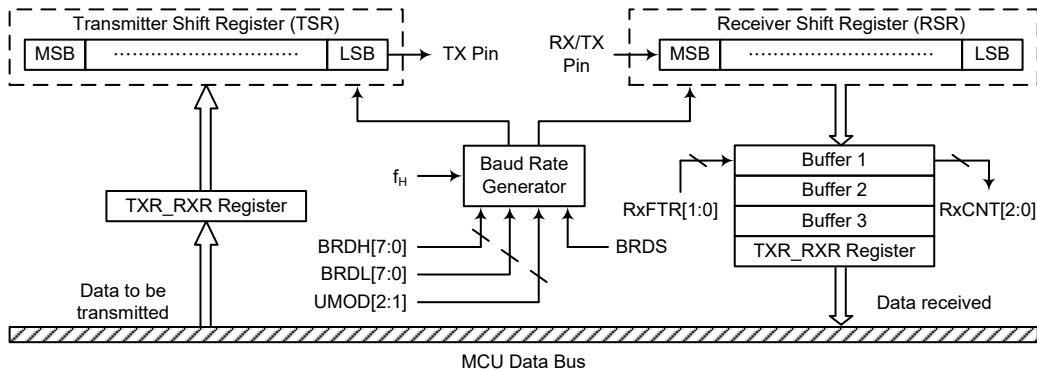 Transmitter Shift Register (TSR)
Receiver Shift Register (RSR)
MSB
LSB
TX Pin
RX/TX
Pin
MSB
LSB
Baud Rate
Generator
fH
TXR_RXR Register
BRDH[7:0]
BRDL[7:0]
UMOD[2:1]
BRDS
Buffer 1
Buffer 2
Buffer 3
TXR_RXR Register
RxFTR[1:0]
RxCNT[2:0]
Data to be
transmitted
Data received
MCU Data Bus